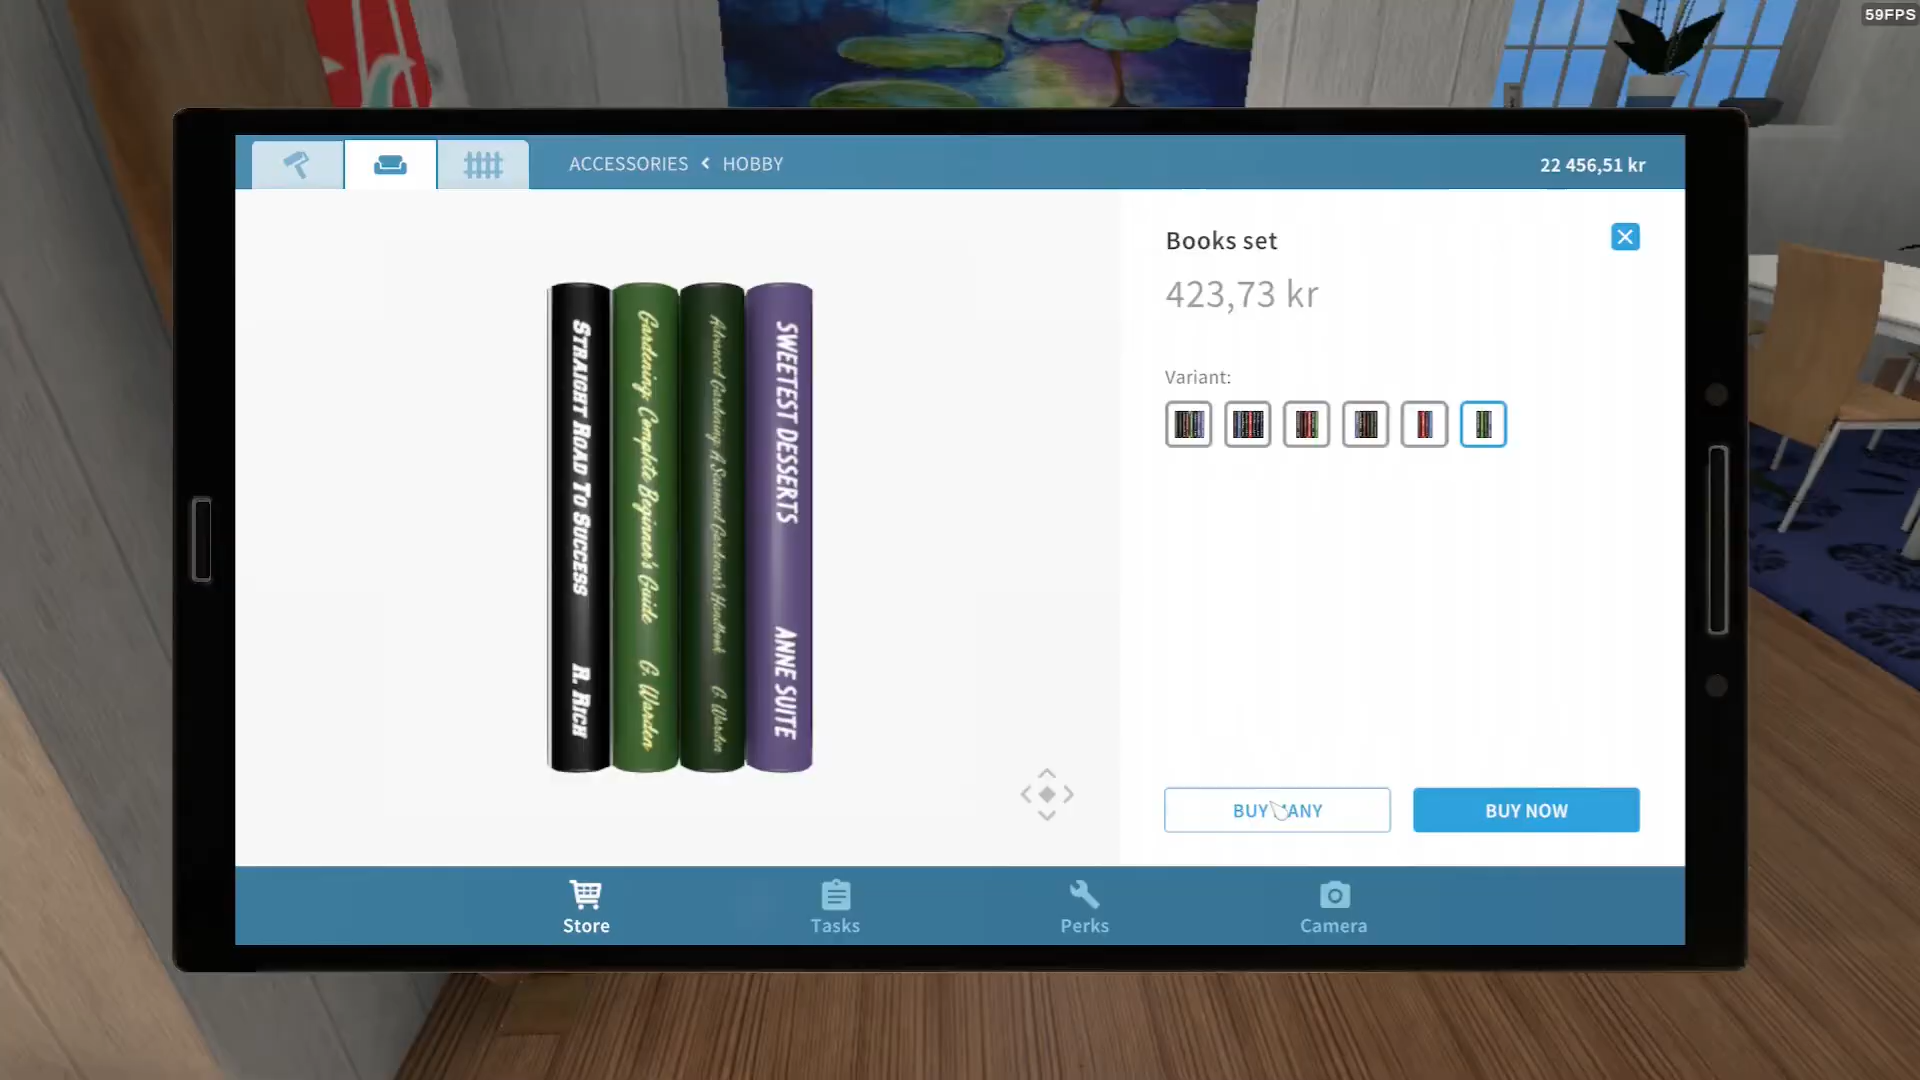 59FPS
ACCESSORIES < HOBBY
22 456,51 kr
Books set
423,73 kr
Variant:
STRAIGHT ROAD TO SUCCESS R. RICH
Gardening: Complete Beginner's Guide G. Warden
Advanced Gardening: A Seasoned Gardener's Handbook G. Warden
SWEETEST DESSERTS ANNE SUITE
BUY MANY
BUY NOW
Store
Tasks
Perks
Camera